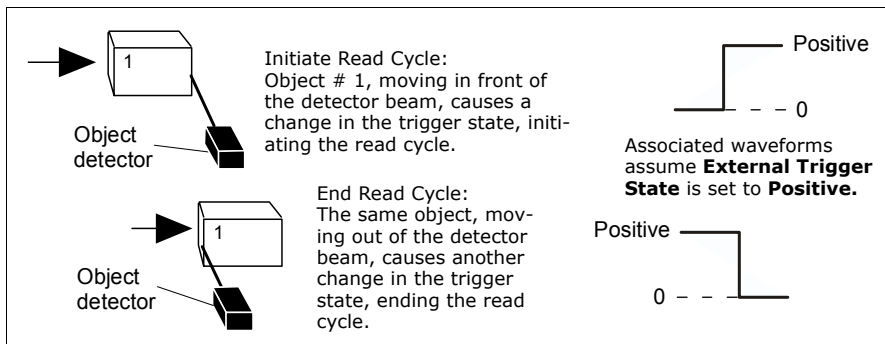 1
Object
detector
Initiate Read Cycle:
Object # 1, moving in front of
the detector beam, causes a
change in the trigger state, initi-
ating the read cycle.
Positive
0
Associated waveforms
assume External Trigger
State is set to Positive.
1
Object
detector
End Read Cycle:
The same object, mov-
ing out of the detector
beam, causes another
change in the trigger
state, ending the read
cycle.
Positive
0